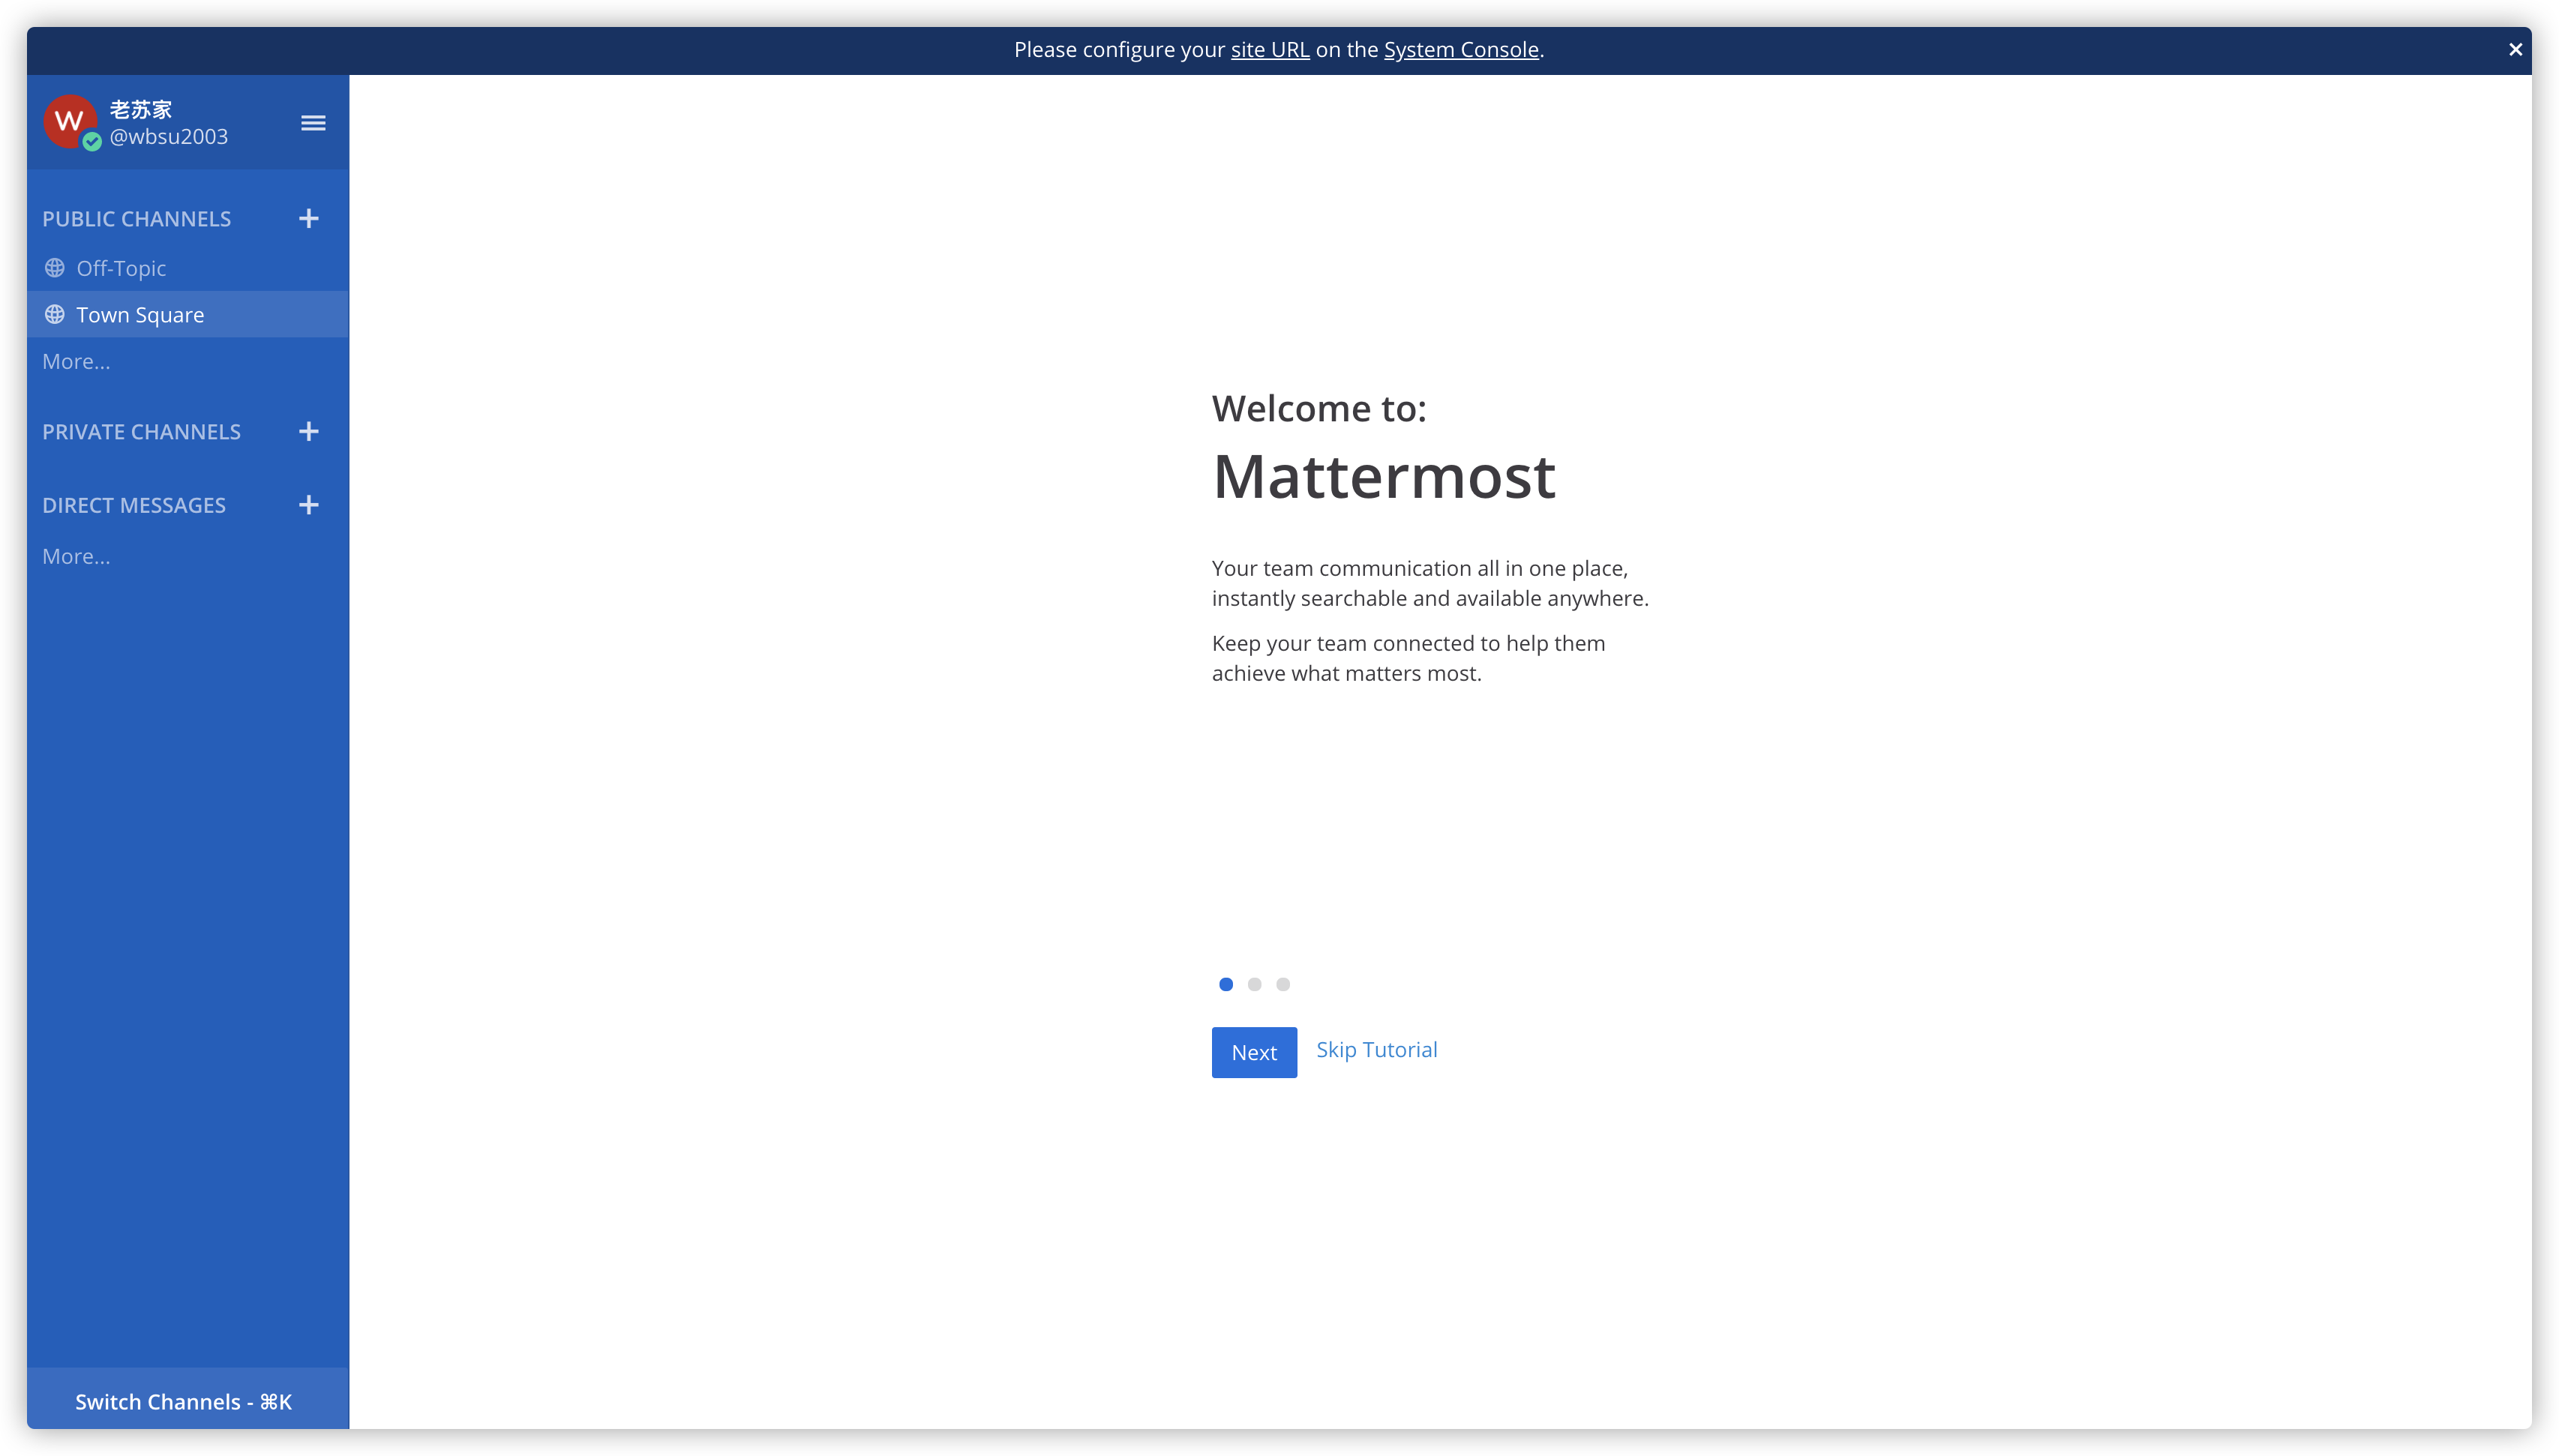 Please configure your site URL on the System Console.
W
老苏家
@wbsu2003
PUBLIC CHANNELS
Off-Topic
Town Square
More...
PRIVATE CHANNELS
DIRECT MESSAGES
More...
Switch Channels - ⌘K
Welcome to:
Mattermost
Your team communication all in one place,
instantly searchable and available anywhere.
Keep your team connected to help them
achieve what matters most.
Next
Skip Tutorial